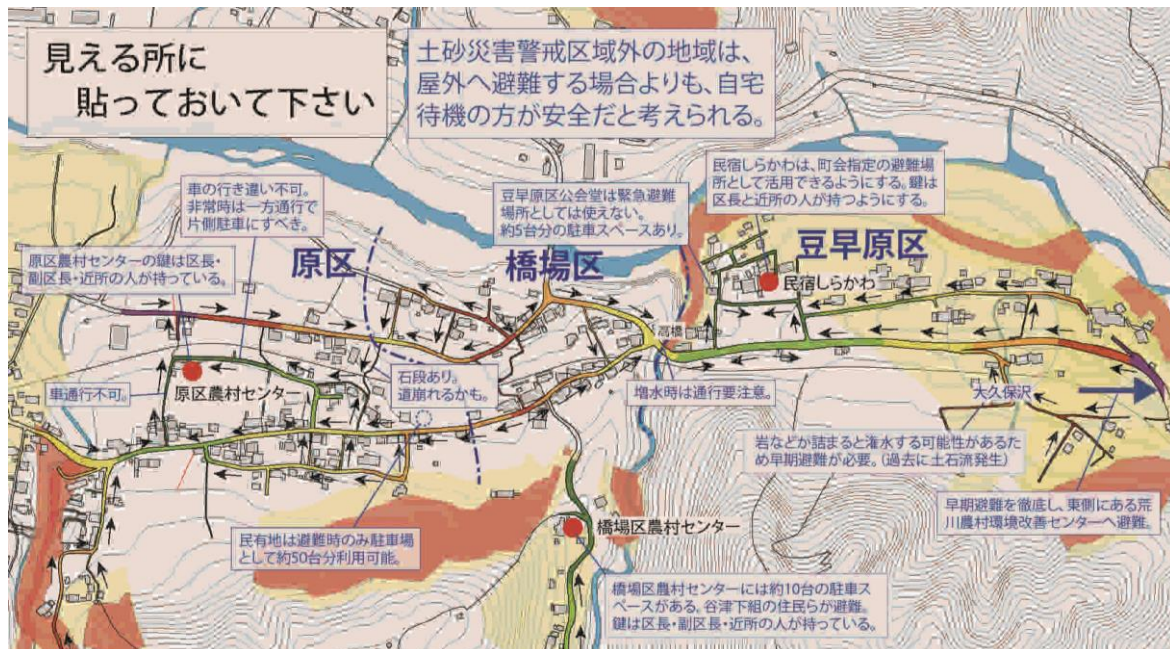 見える所に
貼っておいて下さい
土砂災害警戒区域外の地域は、
屋外へ避難する場合よりも、自宅
待機の方が安全だと考えられる。
車の行き違い不可。
非常時は一方通行で
片側駐車にすべき。
豆早原区公会堂は緊急避難
場所としては使えない。
約5台分の駐車スペースあり。
民宿しらかわは、町会指定の避難場
所として活用できるようにする。鍵は
区長と近所の人が持つようにする。
原区農村センターの鍵は区長・
副区長・近所の人が持っている。
原区
橋場区
豆早原区
民宿しらかわ
高橋
車通行不可。
原区農村センター
石段あり。
道崩れるかも。
増水時は通行要注意。
大久保沢
岩などが詰まると滝水する可能性があるた
め早期避難が必要。(過去に土石流発生)
早期避難を徹底し、東側にある荒
川農村環境改善センターへ避難。
民有地は避難時のみ駐車場
として約50台分利用可能。
橋場区農村センター
橋場区農村センターには約10台の駐車ス
ペースがある。谷津下組の住民らが避難。
鍵は区長・副区長・近所の人が持っている。